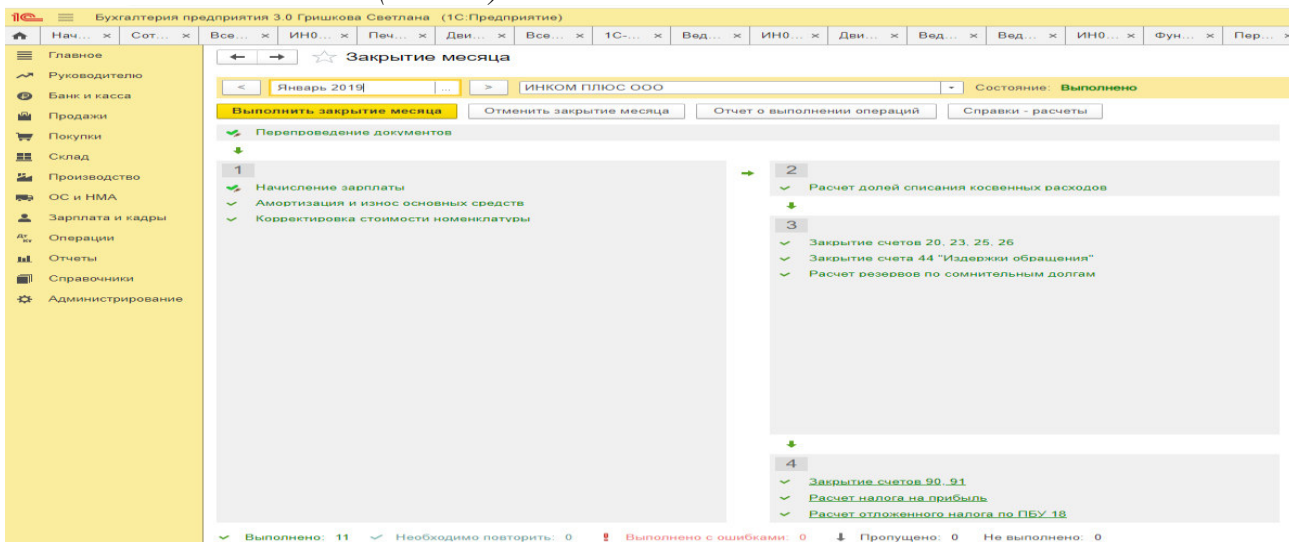 1С Бухгалтерия предприятия 3.0 Гришкова Светлана (1С:Предприятие)
Нач... × Сот... × Все... × ИН0... × Печ... × Дви... × Все... × 1С-... × Вед... × ИН0... × Дви... × Вед... × Вед... × ИН0... × Фун... × Пер... ×
Главное
Руководителю
Банк и касса
Продажи
Покупки
Склад
Производство
ОС и НМА
Зарплата и кадры
Операции
Отчеты
Справочники
Администрирование
Закрытие месяца
< Январь 2019 ... > ИНКОМ ПЛЮС ООО Состояние: Выполнено
Выполнить закрытие месяца Отменить закрытие месяца Отчет о выполнении операций Справки - расчеты
Перепроведение документов
1
Начисление зарплаты
Амортизация и износ основных средств
Корректировка стоимости номенклатуры
2
Расчет долей списания косвенных расходов
3
Закрытие счетов 20, 23, 25, 26
Закрытие счета 44 "Издержки обращения"
Расчет резервов по сомнительным долгам
4
Закрытие счетов 90, 91
Расчет налога на прибыль
Расчет отложенного налога по ПБУ 18
Выполнено: 11 Необходимо повторить: 0 Выполнено с ошибками: 0 Пропущено: 0 Не выполнено: 0